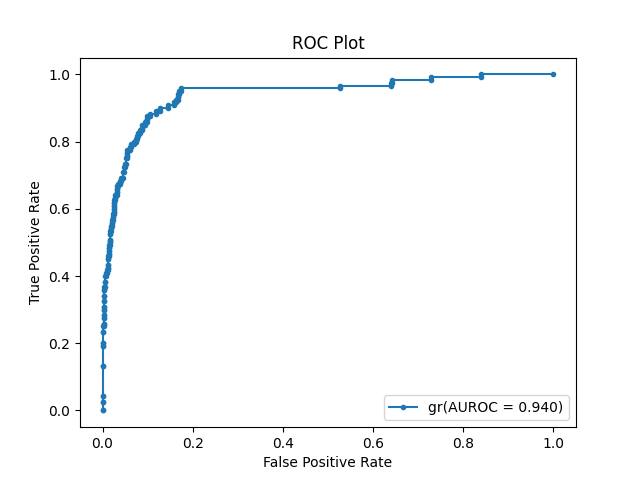 ROC Plot
1.0
0.8
0.6
0.4
0.2
0.0
True Positive Rate
gr(AUROC = 0.940)
0.0 0.2 0.4 0.6 0.8 1.0
False Positive Rate